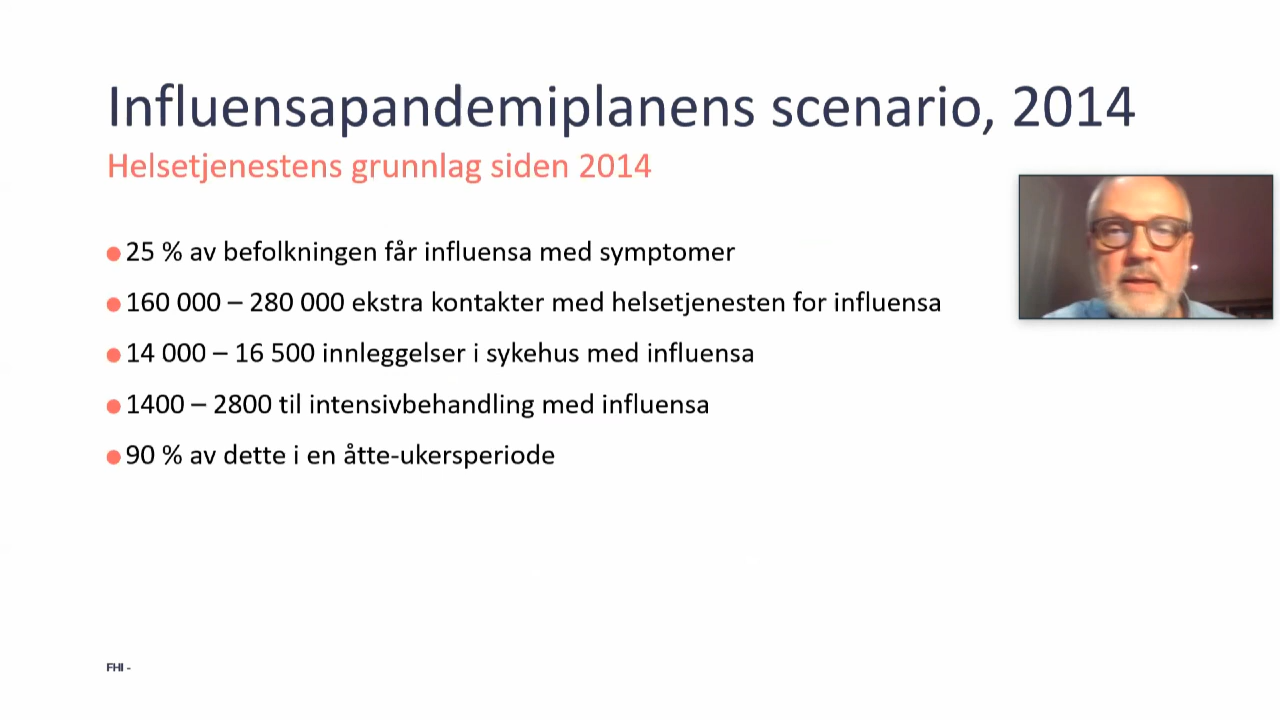 Influensapandemiplanens scenario, 2014
Helsetjenestens grunnlag siden 2014
25 % av befolkningen får influensa med symptomer
160 000 – 280 000 ekstra kontakter med helsetjenesten for influensa
14 000 – 16 500 innleggelser i sykehus med influensa
1400 – 2800 til intensivbehandling med influensa
90 % av dette i en åtte-ukersperiode
FHI -